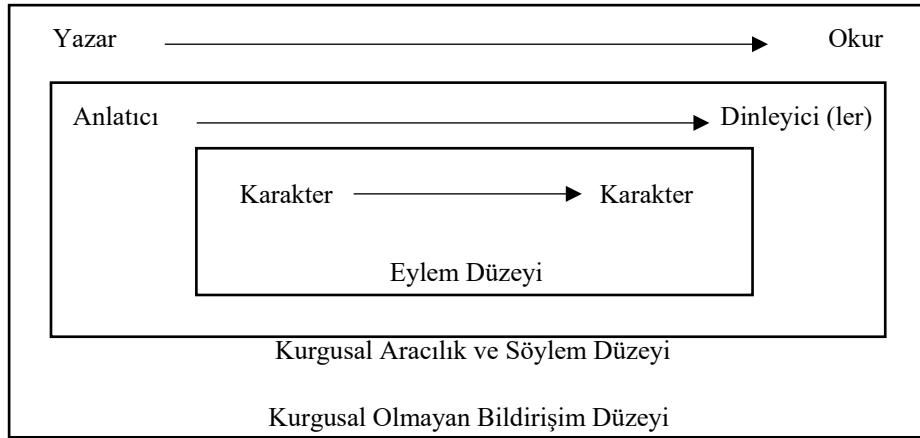 Yazar Okur
Anlatıcı Dinleyici (ler)
Karakter Karakter
Eylem Düzeyi
Kurgusal Aracılık ve Söylem Düzeyi
Kurgusal Olmayan Bildirişim Düzeyi